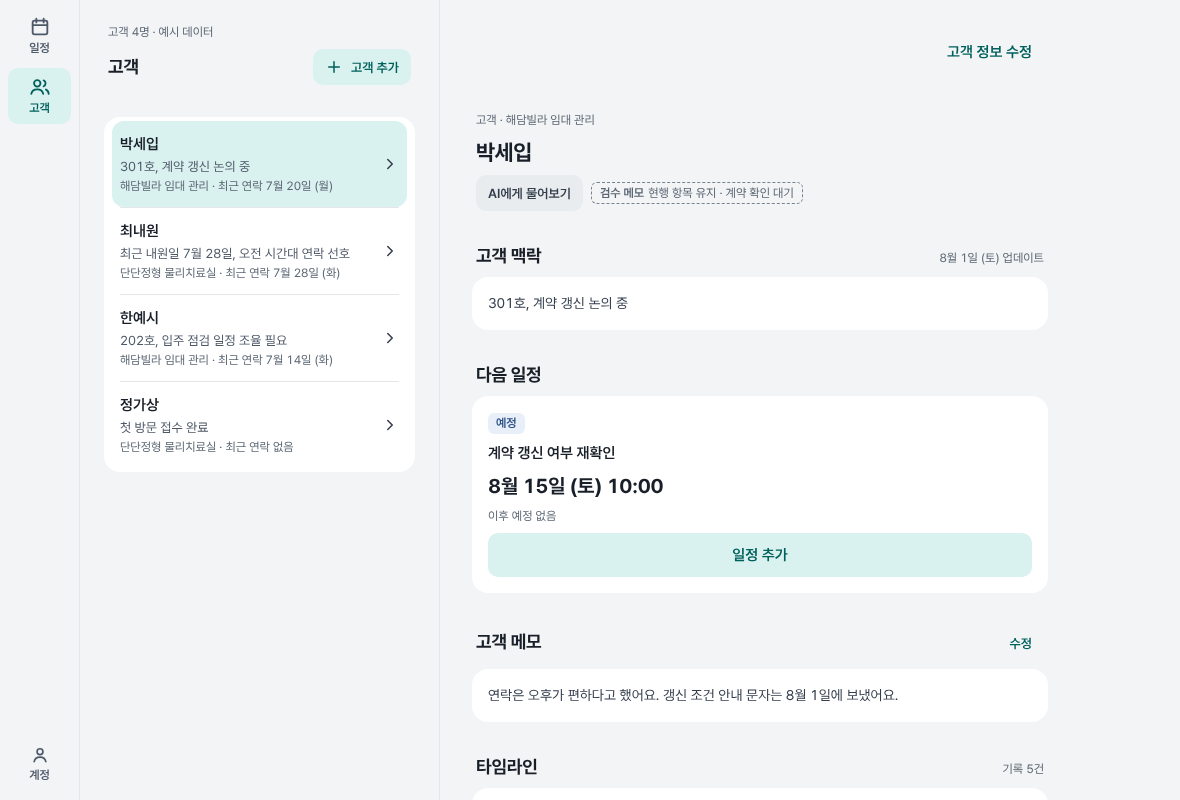 일정
고객
계정
고객 4명 · 예시 데이터
고객
고객 추가
박세입
301호, 계약 갱신 논의 중
해담빌라 임대 관리 · 최근 연락 7월 20일 (월)
최내원
최근 내원일 7월 28일, 오전 시간대 연락 선호
단단정형 물리치료실 · 최근 연락 7월 28일 (화)
한예시
202호, 입주 점검 일정 조율 필요
해담빌라 임대 관리 · 최근 연락 7월 14일 (화)
정가상
첫 방문 접수 완료
단단정형 물리치료실 · 최근 연락 없음
고객 정보 수정
고객 · 해담빌라 임대 관리
박세입
AI에게 물어보기
검수 메모 현행 항목 유지 · 계약 확인 대기
고객 맥락
8월 1일 (토) 업데이트
301호, 계약 갱신 논의 중
다음 일정
예정
계약 갱신 여부 재확인
8월 15일 (토) 10:00
이후 예정 없음
일정 추가
고객 메모
수정
연락은 오후가 편하다고 했어요. 갱신 조건 안내 문자는 8월 1일에 보냈어요.
타임라인
기록 5건